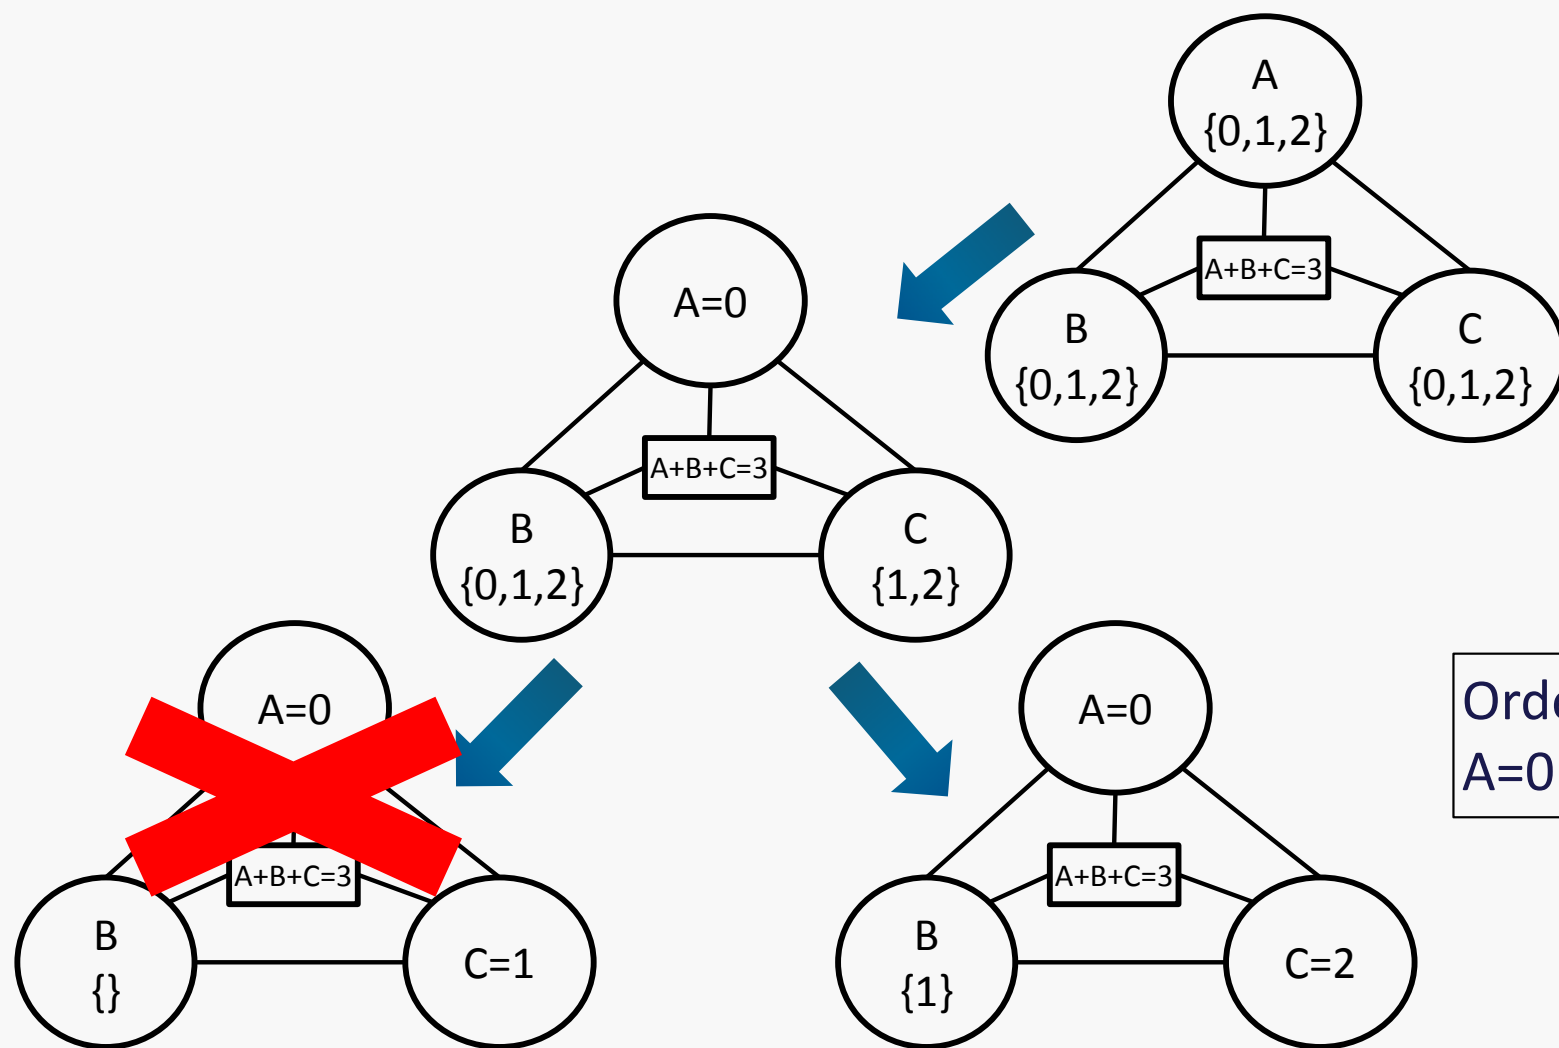 A
{0,1,2}
A+B+C=3
B
{0,1,2}
C
{0,1,2}
A=0
A+B+C=3
B
{0,1,2}
C
{1,2}
A=0
A+B+C=3
B
{}
C=1
A=0
A+B+C=3
B
{1}
C=2
A=0